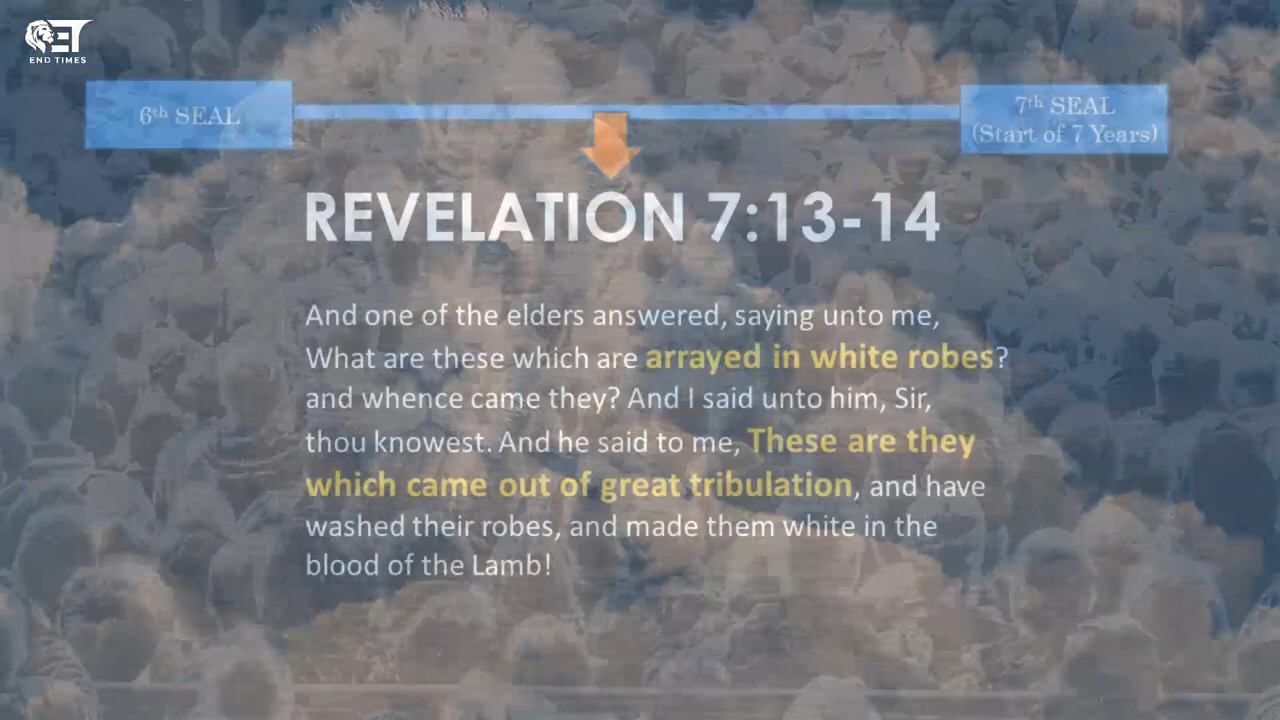 ET
END TIMES
6th SEAL
7th SEAL
(Start of 7 Years)
REVELATION 7:13-14
And one of the elders answered, saying unto me,
What are these which are arrayed in white robes?
and whence came they? And I said unto him, Sir,
thou knowest. And he said to me, These are they
which came out of great tribulation, and have
washed their robes, and made them white in the
blood of the Lamb!